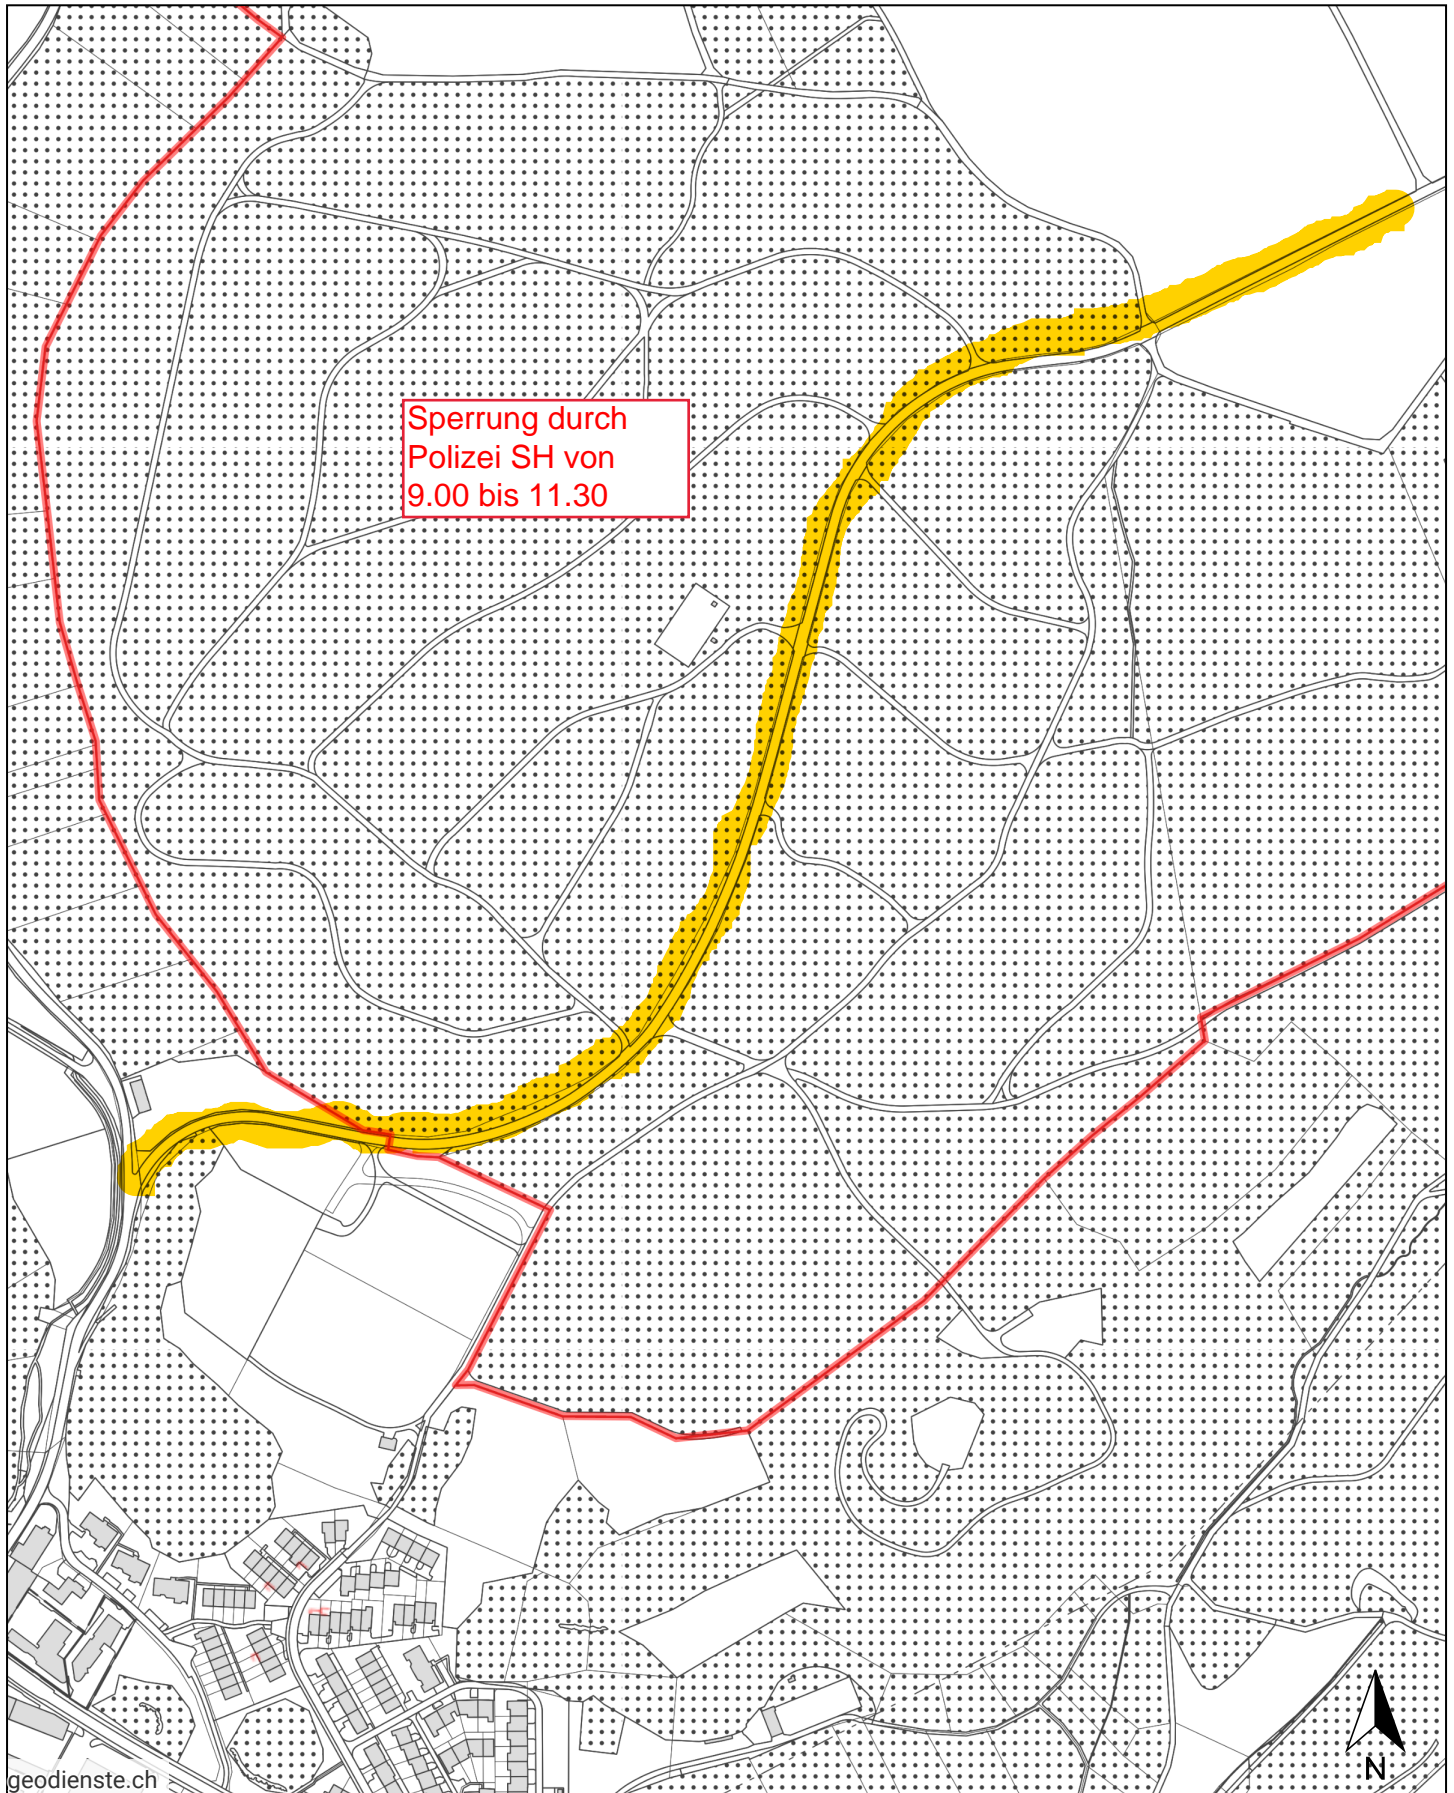 Sperrung durch
Polizei SH von
9.00 bis 11.30
N
geodienste.ch